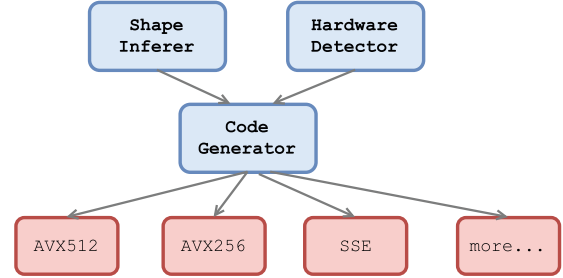 Shape
Inferer
Hardware
Detector
Code
Generator
AVX512
AVX256
SSE
more...